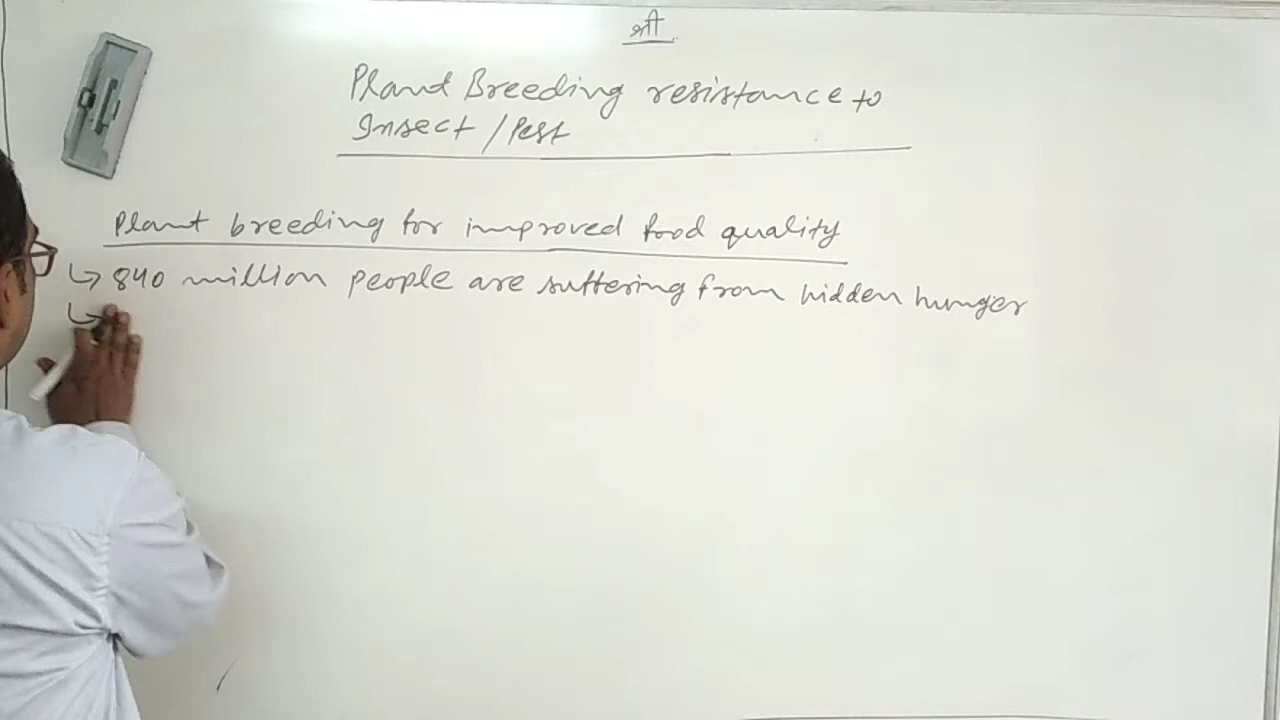 श्री
Plant Breeding resistance to
Insect / Pest
Plant breeding for improved food quality
↳ 840 million people are suffering from hidden hunger
↳